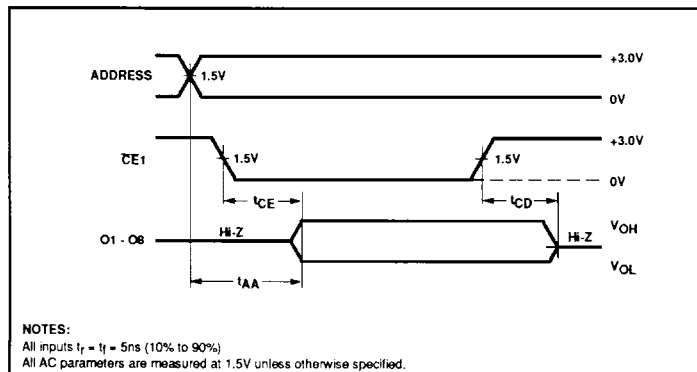 ADDRESS
1.5V
+3.0V
0V
CE1
1.5V
1.5V
+3.0V
0V
tCE
tCD
O1 - O8
Hi-Z
Hi-Z
VOH
VOL
tAA
NOTES:
All inputs tr = tf = 5ns (10% to 90%)
All AC parameters are measured at 1.5V unless otherwise specified.